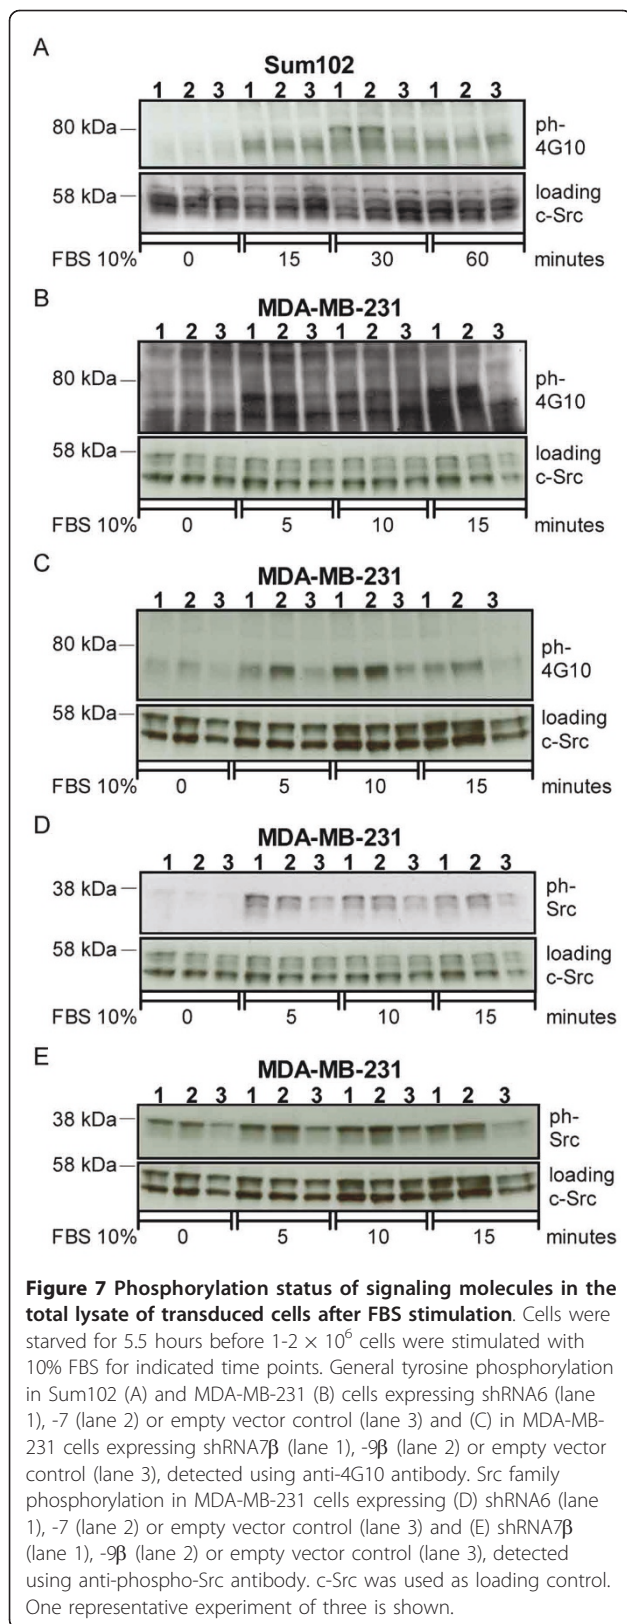 A
Sum102
1 2 3 1 2 3 1 2 3 1 2 3
80 kDa
ph-
4G10
58 kDa
loading
c-Src
FBS 10% 0 15 30 60 minutes
B
MDA-MB-231
1 2 3 1 2 3 1 2 3 1 2 3
80 kDa
ph-
4G10
58 kDa
loading
c-Src
FBS 10% 0 5 10 15 minutes
C
MDA-MB-231
1 2 3 1 2 3 1 2 3 1 2 3
80 kDa
ph-
4G10
58 kDa
loading
c-Src
FBS 10% 0 5 10 15 minutes
D
MDA-MB-231
1 2 3 1 2 3 1 2 3 1 2 3
38 kDa
ph-
Src
58 kDa
loading
c-Src
FBS 10% 0 5 10 15 minutes
E
MDA-MB-231
1 2 3 1 2 3 1 2 3 1 2 3
38 kDa
ph-
Src
58 kDa
loading
c-Src
FBS 10% 0 5 10 15 minutes
Figure 7 Phosphorylation status of signaling molecules in the
total lysate of transduced cells after FBS stimulation. Cells were
starved for 5.5 hours before 1-2 × 10⁶ cells were stimulated with
10% FBS for indicated time points. General tyrosine phosphorylation
in Sum102 (A) and MDA-MB-231 (B) cells expressing shRNA6 (lane
1), -7 (lane 2) or empty vector control (lane 3) and (C) in MDA-MB-
231 cells expressing shRNA7β (lane 1), -9β (lane 2) or empty vector
control (lane 3), detected using anti-4G10 antibody. Src family
phosphorylation in MDA-MB-231 cells expressing (D) shRNA6 (lane
1), -7 (lane 2) or empty vector control (lane 3) and (E) shRNA7β
(lane 1), -9β (lane 2) or empty vector control (lane 3), detected
using anti-phospho-Src antibody. c-Src was used as loading control.
One representative experiment of three is shown.